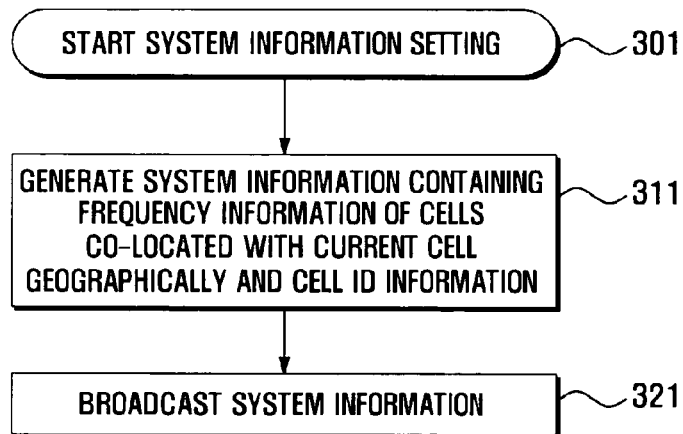 START SYSTEM INFORMATION SETTING
301
GENERATE SYSTEM INFORMATION CONTAINING
FREQUENCY INFORMATION OF CELLS
CO-LOCATED WITH CURRENT CELL
GEOGRAPHICALLY AND CELL ID INFORMATION
311
BROADCAST SYSTEM INFORMATION
321